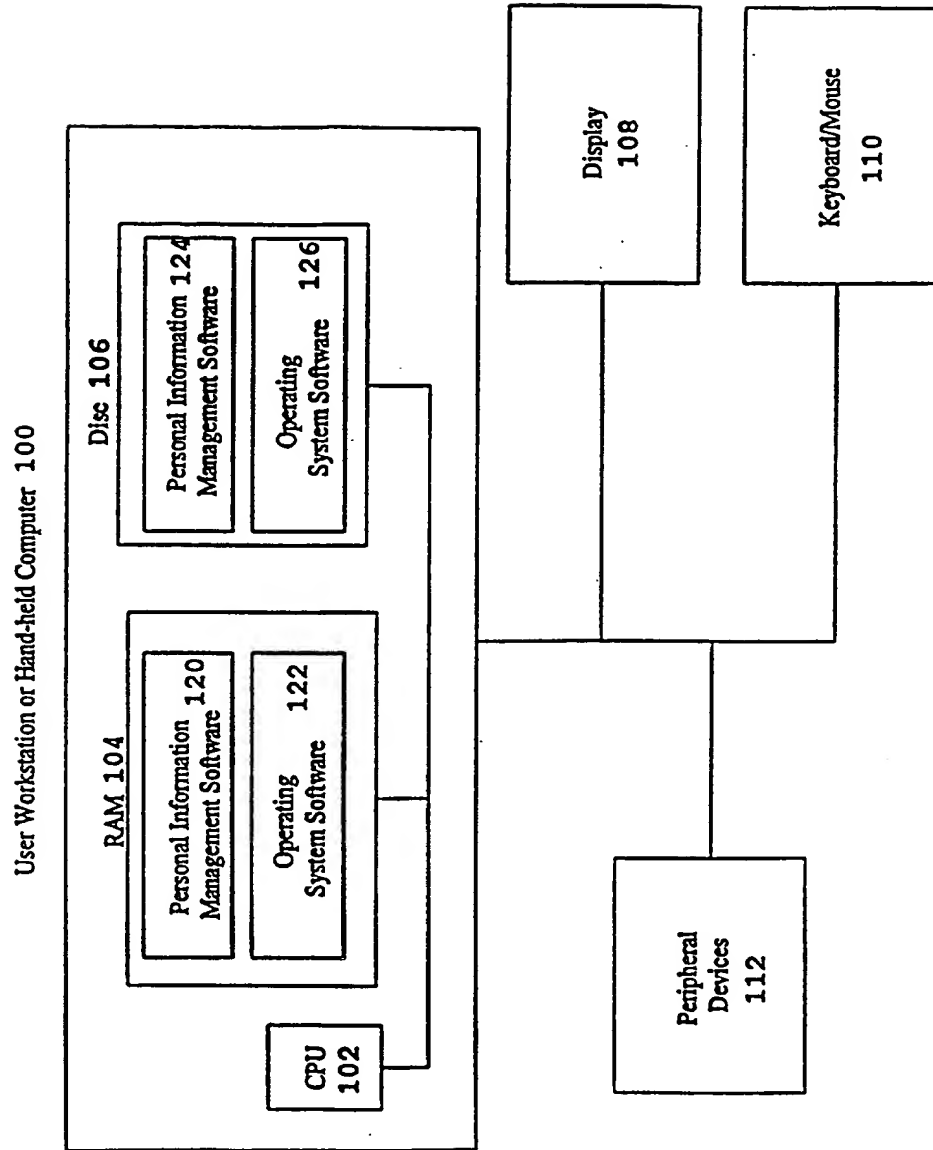 User Workstation or Hand-held Computer 100
RAM 104
Disc 106
CPU
102
Personal Information
Management Software 120
Operating
System Software
122
Personal Information 124
Management Software
Operating
System Software
126
Peripheral
Devices
112
Display
108
Keyboard/Mouse
110